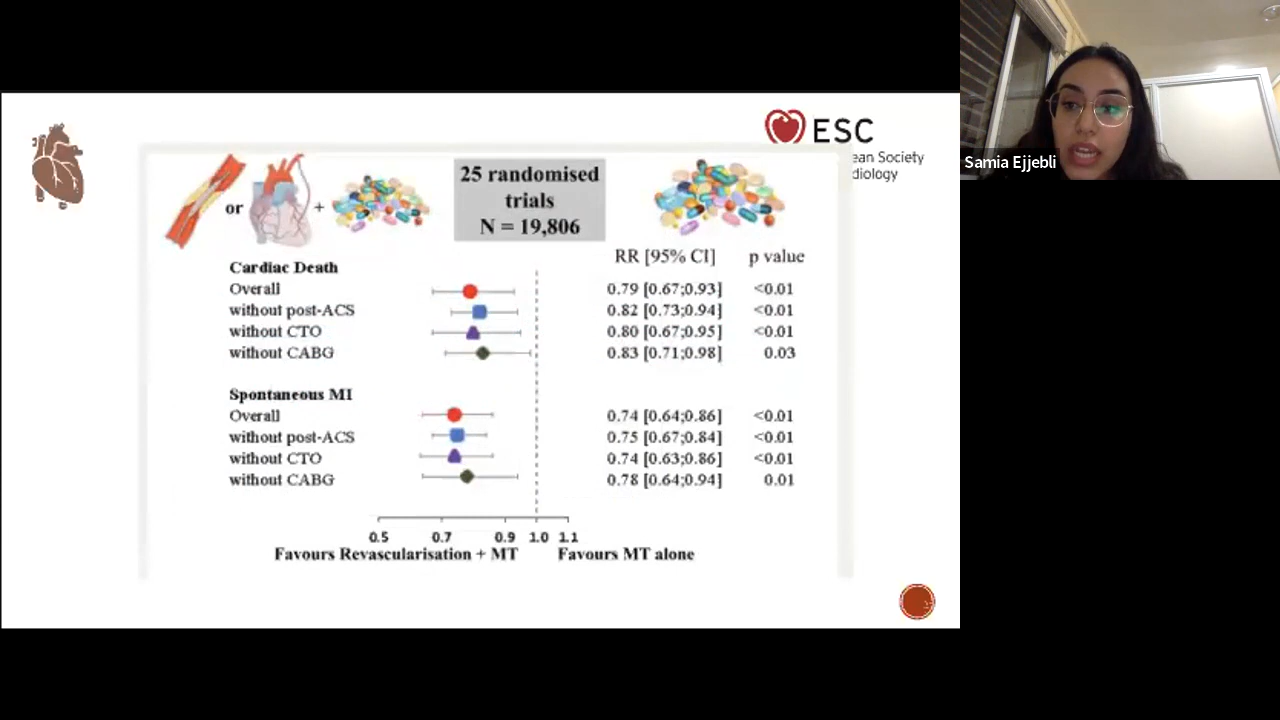 ESC
ean Society
diology
Samia Ejjebli
or
+
25 randomised
trials
N = 19,806
RR [95% CI] p value
Cardiac Death
Overall 0.79 [0.67;0.93] <0.01
without post-ACS 0.82 [0.73;0.94] <0.01
without CTO 0.80 [0.67;0.95] <0.01
without CABG 0.83 [0.71;0.98] 0.03
Spontaneous MI
Overall 0.74 [0.64;0.86] <0.01
without post-ACS 0.75 [0.67;0.84] <0.01
without CTO 0.74 [0.63;0.86] <0.01
without CABG 0.78 [0.64;0.94] 0.01
0.5 0.7 0.9 1.0 1.1
Favours Revascularisation + MT Favours MT alone